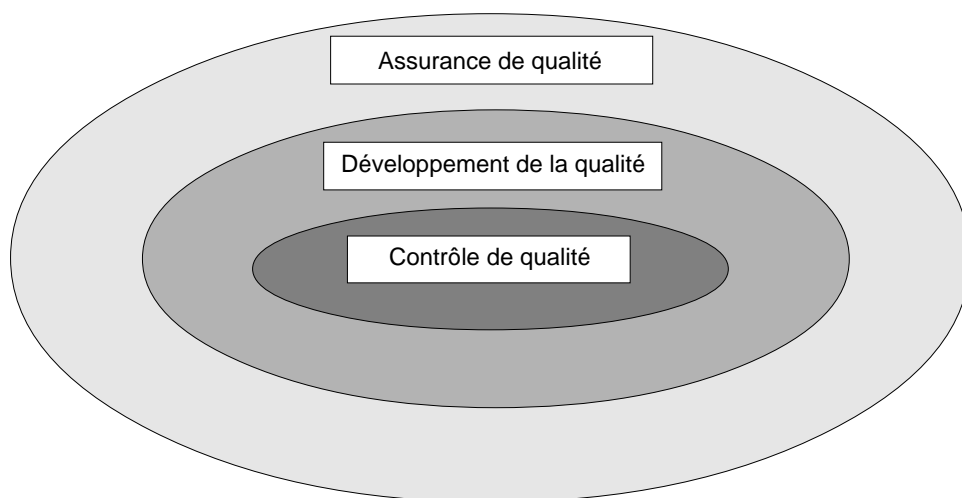 Assurance de qualité
Développement de la qualité
Contrôle de qualité